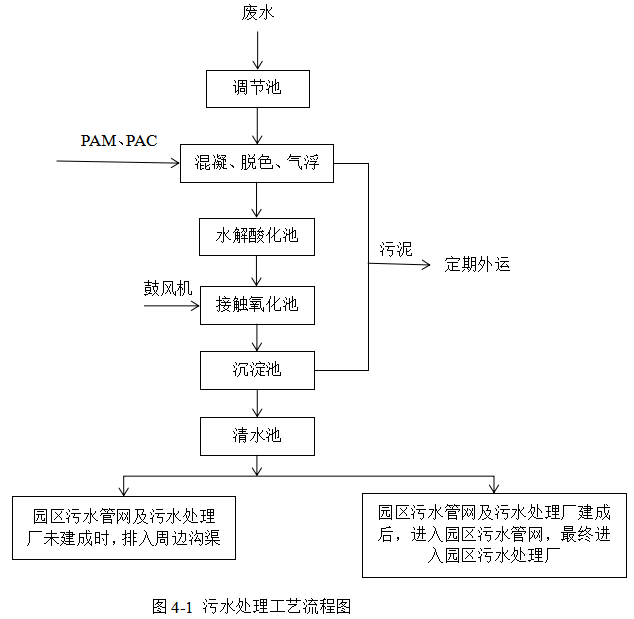 废水
调节池
PAM、PAC
混凝、脱色、气浮
水解酸化池
污泥
定期外运
鼓风机
接触氧化池
沉淀池
清水池
园区污水管网及污水处理
厂未建成时，排入周边沟渠
园区污水管网及污水处理厂建成
后，进入园区污水管网，最终进
入园区污水处理厂
图 4-1 污水处理工艺流程图